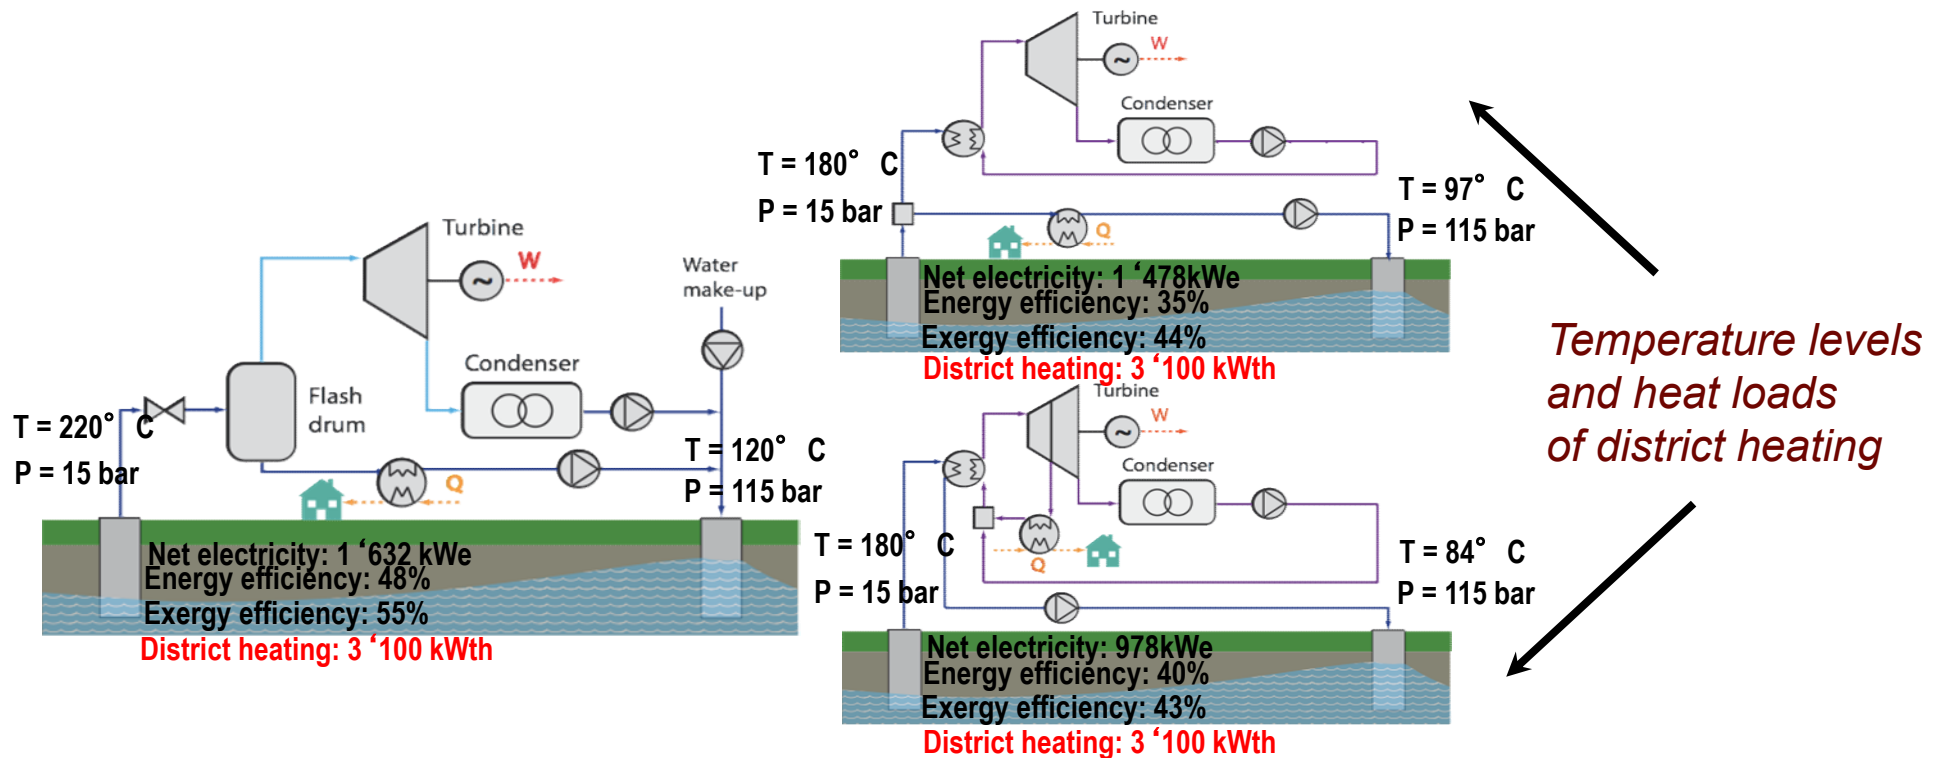 Turbine
W
Water
make-up
Condenser
Flash
drum
T = 220° C
P = 15 bar
T = 120° C
P = 115 bar
Q
Net electricity: 1 ‘632 kWe
Energy efficiency: 48%
Exergy efficiency: 55%
District heating: 3 ‘100 kWth
Turbine
W
Condenser
T = 180° C
P = 15 bar
T = 97° C
P = 115 bar
Q
Net electricity: 1 ‘478kWe
Energy efficiency: 35%
Exergy efficiency: 44%
District heating: 3 ‘100 kWth
Turbine
W
Condenser
T = 180° C
P = 15 bar
Q
T = 84° C
P = 115 bar
Net electricity: 978kWe
Energy efficiency: 40%
Exergy efficiency: 43%
District heating: 3 ‘100 kWth
Temperature levels
and heat loads
of district heating